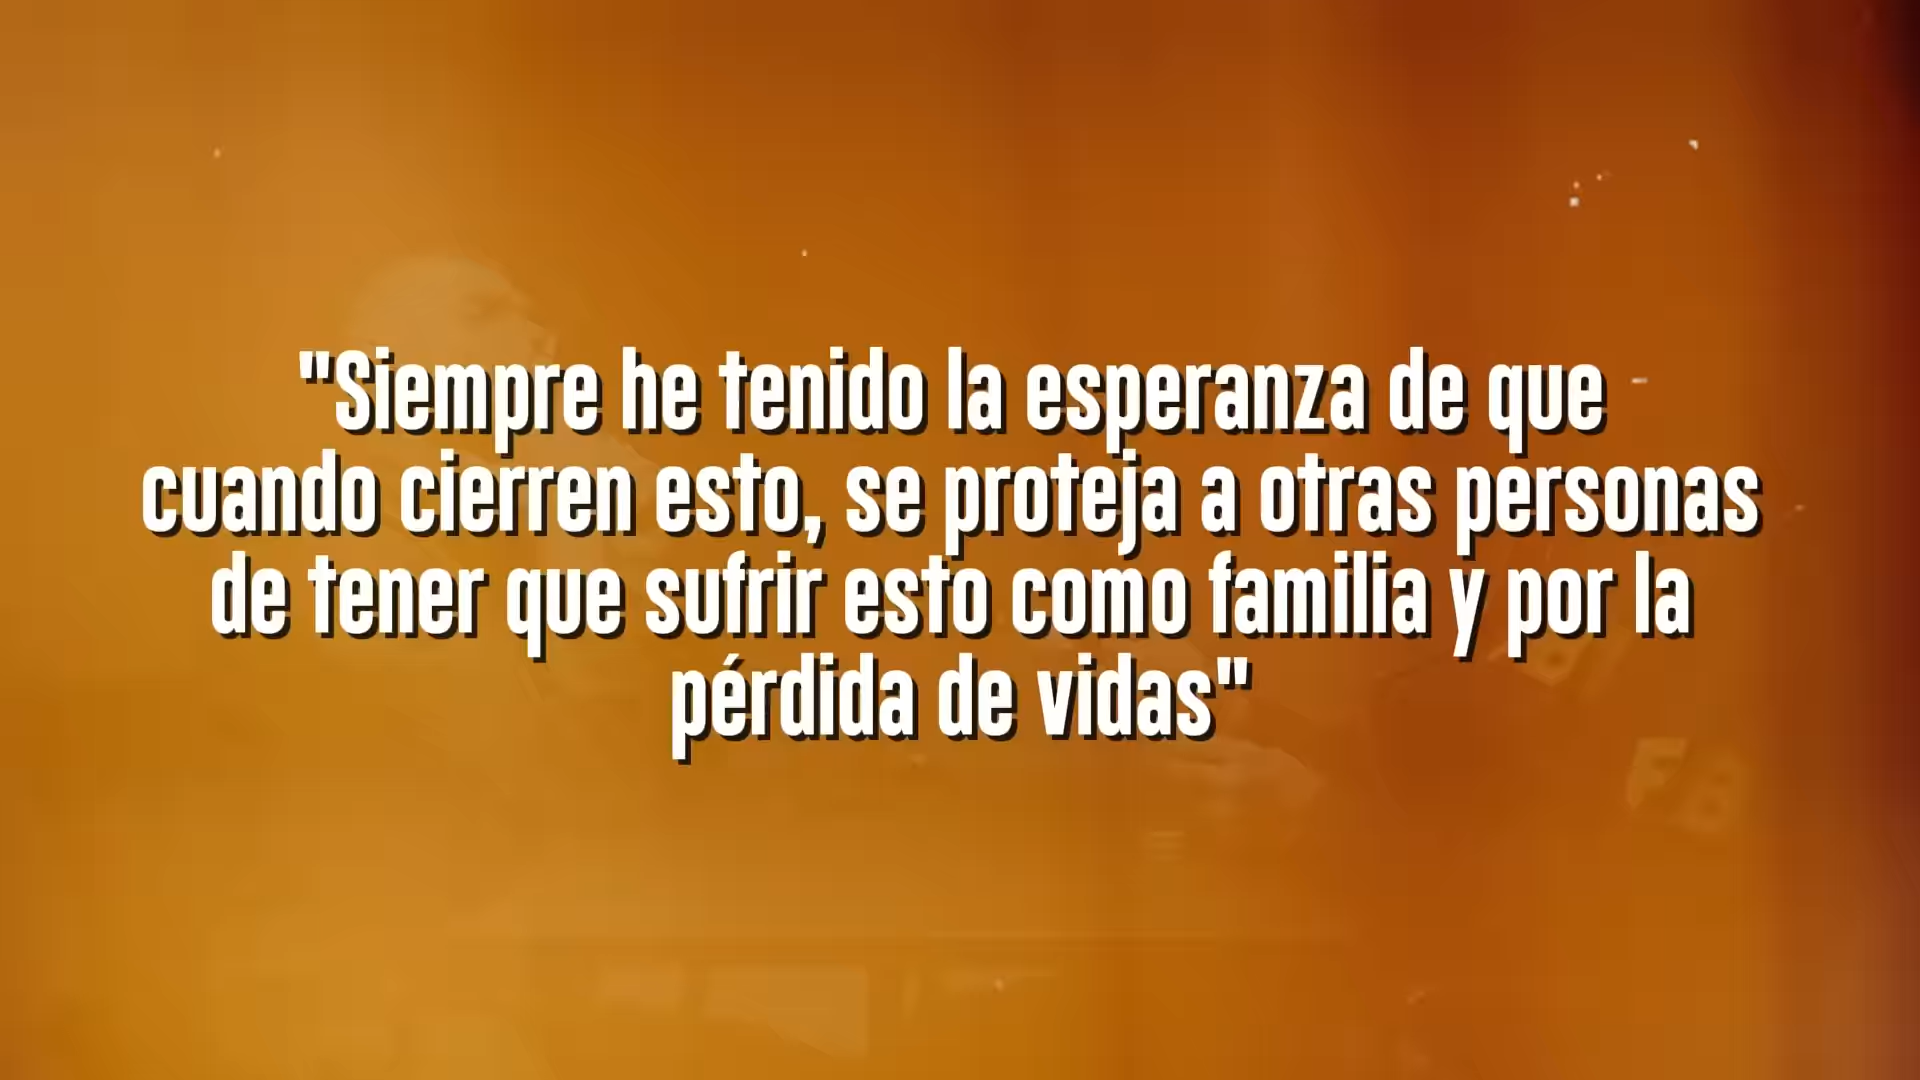 "Siempre he tenido la esperanza de que
cuando cierren esto, se proteja a otras personas
de tener que sufrir esto como familia y por la
pérdida de vidas"